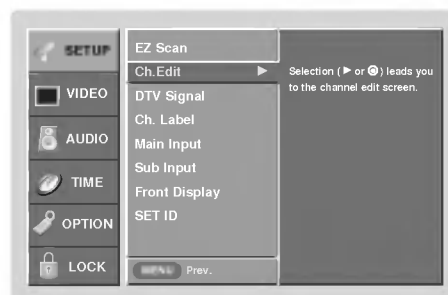 SETUP
VIDEO
AUDIO
TIME
OPTION
LOCK
EZ Scan
Ch.Edit ▶
DTV Signal
Ch. Label
Main Input
Sub Input
Front Display
SET ID
MENU Prev.
Selection (▶ or ◉) leads you
to the channel edit screen.